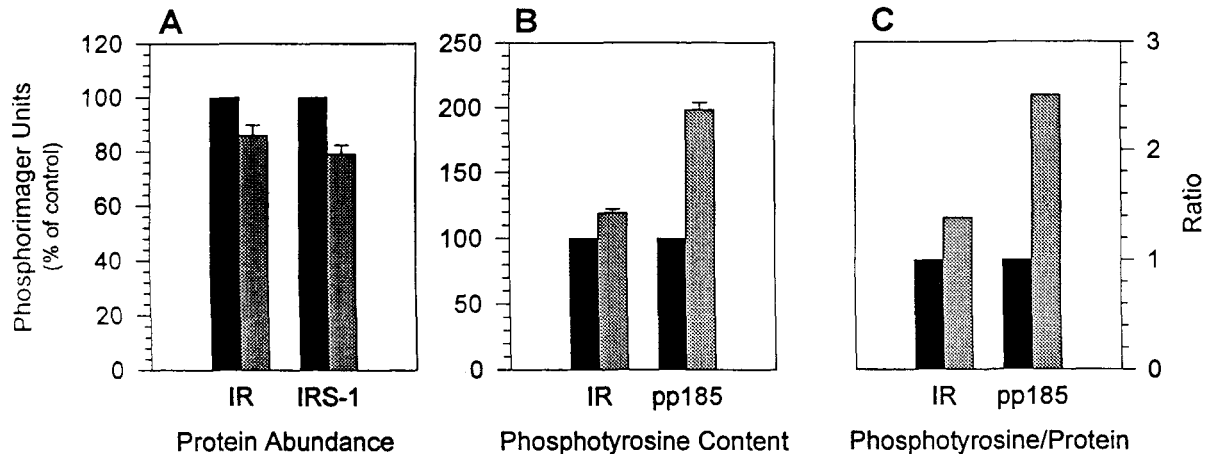 A
B
C
Phosphorimager Units
(% of control)
120
100
80
60
40
20
0
IR IRS-1
Protein Abundance
250
200
150
100
50
0
IR pp185
Phosphotyrosine Content
3
2
1
0
Ratio
IR pp185
Phosphotyrosine/Protein